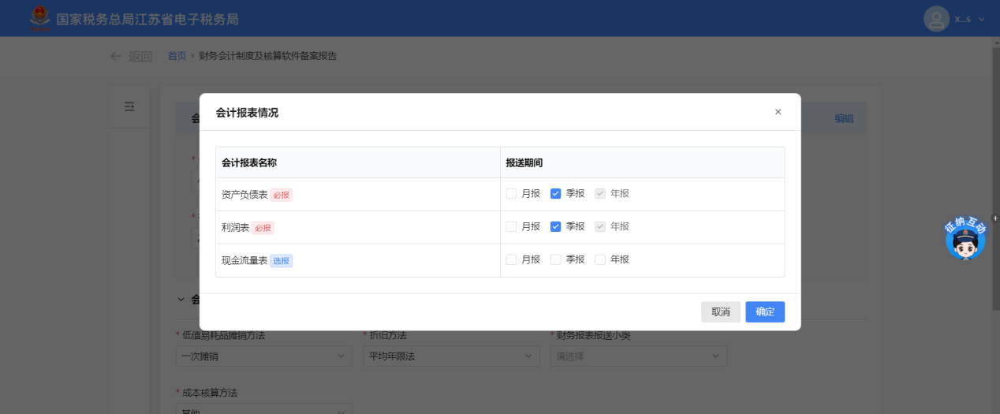 国家税务总局江苏省电子税务局
X...s
返回
首页 › 财务会计制度及核算软件备案报告
编辑
会计报表情况
会计报表名称 报送期间
资产负债表 必报 月报 季报 年报
利润表 必报 月报 季报 年报
现金流量表 选报 月报 季报 年报
取消 确定
征纳互动
* 低值易耗品摊销方法 * 折旧方法 * 财务报表报送小类
一次摊销 平均年限法 请选择
* 成本核算方法
其他